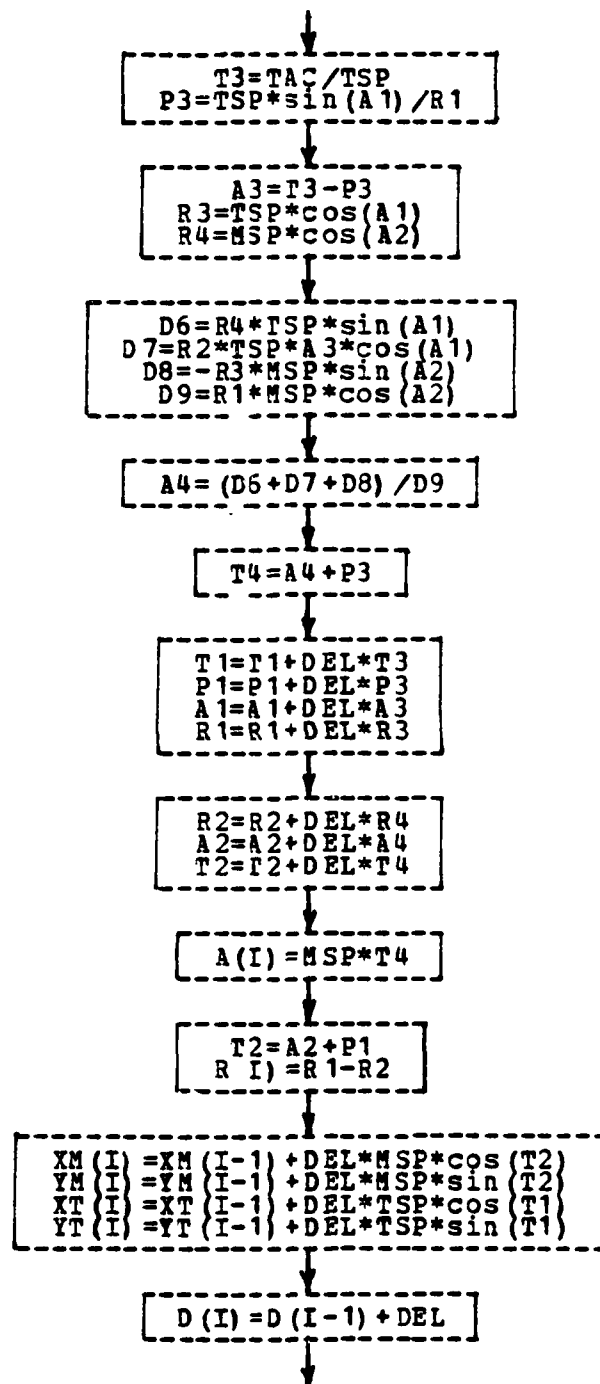 T3=TAC/TSP
P3=TSP*sin(A1)/R1
A3=T3-P3
R3=TSP*cos(A1)
R4=MSP*cos(A2)
D6=R4*TSP*sin(A1)
D7=R2*TSP*A3*cos(A1)
D8=-R3*MSP*sin(A2)
D9=R1*MSP*cos(A2)
A4=(D6+D7+D8)/D9
T4=A4+P3
T1=T1+DEL*T3
P1=P1+DEL*P3
A1=A1+DEL*A3
R1=R1+DEL*R3
R2=R2+DEL*R4
A2=A2+DEL*A4
T2=T2+DEL*T4
A(I)=MSP*T4
T2=A2+P1
R I)=R1-R2
XM(I)=XM(I-1)+DEL*MSP*cos(T2)
YM(I)=YM(I-1)+DEL*MSP*sin(T2)
XT(I)=XT(I-1)+DEL*TSP*cos(T1)
YT(I)=YT(I-1)+DEL*TSP*sin(T1)
D(I)=D(I-1)+DEL